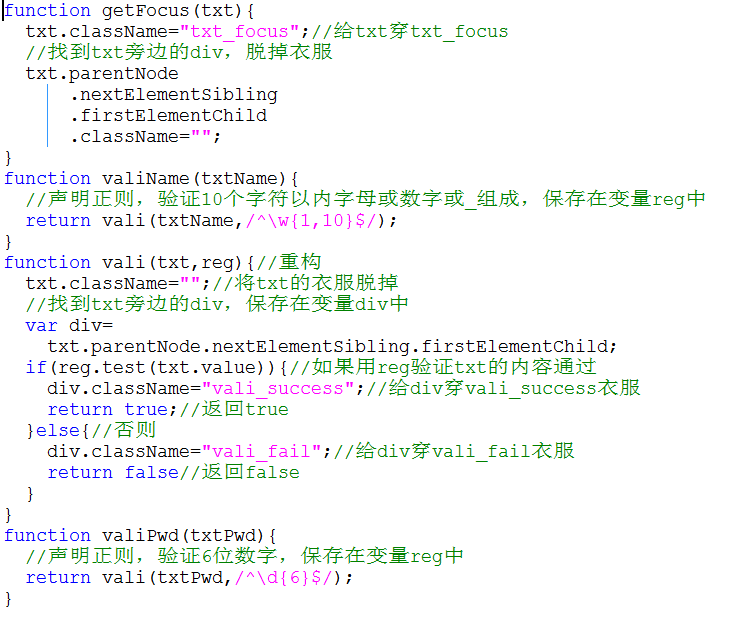 function getFocus(txt){
  txt.className="txt_focus";//给txt穿txt_focus
  //找到txt旁边的div，脱掉衣服
  txt.parentNode
      .nextElementSibling
      .firstElementChild
      .className="";
}
function valiName(txtName){
  //声明正则，验证10个字符以内字母或数字或_组成，保存在变量reg中
  return vali(txtName,/^\w{1,10}$/);
}
function vali(txt,reg){//重构
  txt.className="";//将txt的衣服脱掉
  //找到txt旁边的div，保存在变量div中
  var div=
    txt.parentNode.nextElementSibling.firstElementChild;
  if(reg.test(txt.value)){//如果用reg验证txt的内容通过
    div.className="vali_success";//给div穿vali_success衣服
    return true;//返回true
  }else{//否则
    div.className="vali_fail";//给div穿vali_fail衣服
    return false//返回false
  }
}
function valiPwd(txtPwd){
  //声明正则，验证6位数字，保存在变量reg中
  return vali(txtPwd,/^\d{6}$/);
}